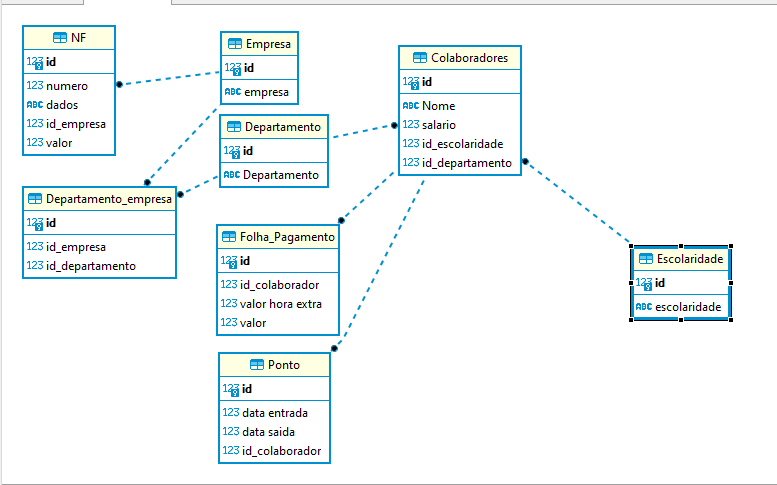 NF
123 id
123 numero
ABC dados
123 id_empresa
123 valor
Empresa
123 id
ABC empresa
Departamento
123 id
ABC Departamento
Colaboradores
123 id
ABC Nome
123 salario
123 id_escolaridade
123 id_departamento
Departamento_empresa
123 id
123 id_empresa
123 id_departamento
Folha_Pagamento
123 id
123 id_colaborador
123 valor hora extra
123 valor
Escolaridade
123 id
ABC escolaridade
Ponto
123 id
123 data entrada
123 data saida
123 id_colaborador